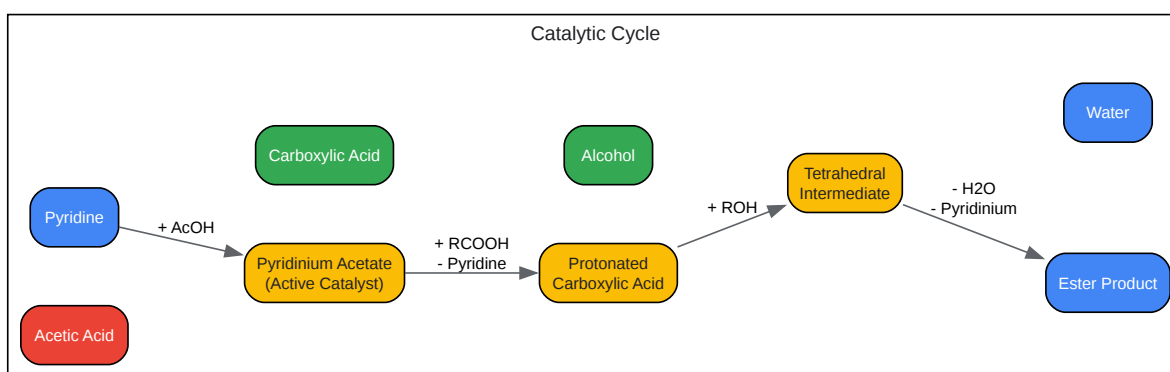 Catalytic Cycle
Water
Carboxylic Acid
Alcohol
Tetrahedral
Intermediate
- H2O
- Pyridinium
Pyridine
+ AcOH
+ ROH
+ RCOOH
- Pyridine
Pyridinium Acetate
(Active Catalyst)
Protonated
Carboxylic Acid
Ester Product
Acetic Acid